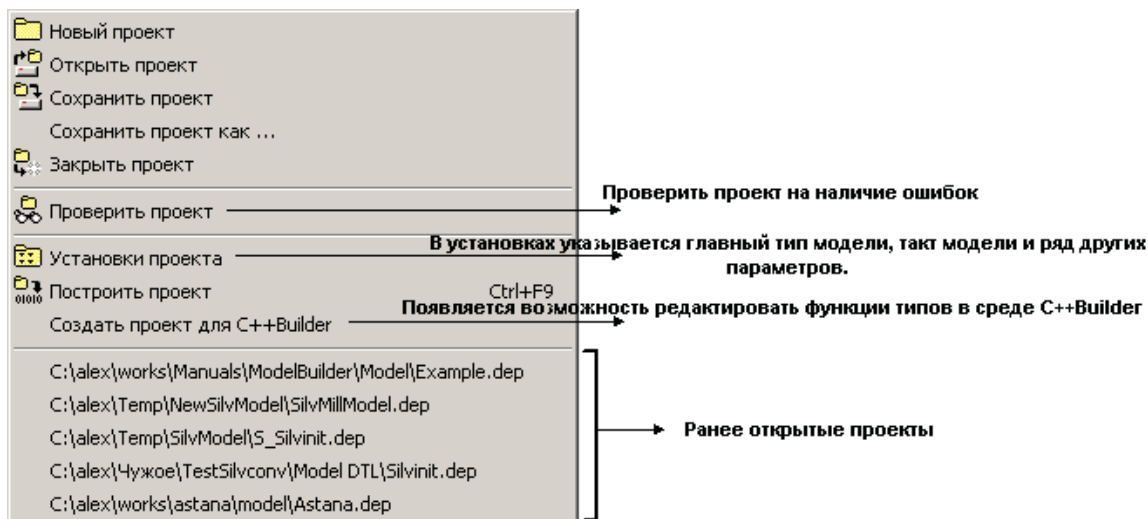 Новый проект
Открыть проект
Сохранить проект
Сохранить проект как ...
Закрыть проект
Проверить проект на наличие ошибок
Проверить проект
В установках указывается главный тип модели, такт модели и ряд других
параметров.
Установки проекта
Построить проект Ctrl+F9
Появляется возможность редактировать функции типов в среде C++Builder
Создать проект для C++Builder
C:\alex\works\Manuals\ModelBuilder\Model\Example.dep
C:\alex\Temp\NewSilvModel\SilvMillModel.dep
C:\alex\Temp\SilvModel\S_Silvinit.dep
Ранее открытые проекты
C:\alex\Чужое\TestSilvconv\Model DTL\Silvinit.dep
C:\alex\works\astana\model\Astana.dep